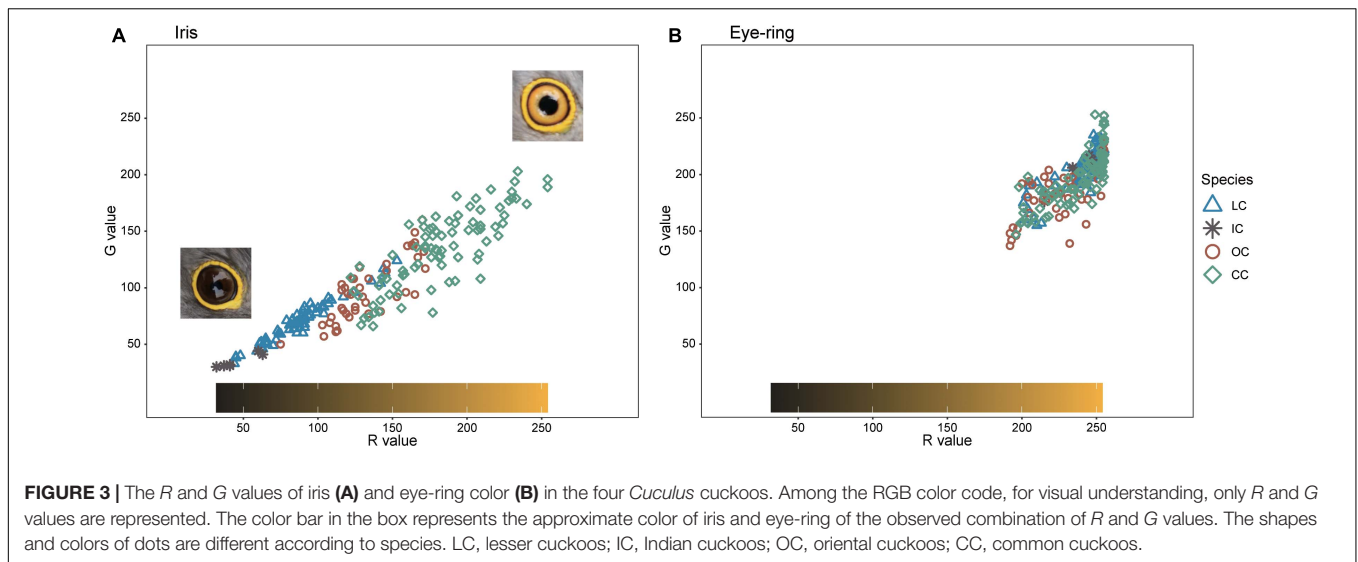 A Iris
B Eye-ring
G value
250
200
150
100
50
50 100 150 200 250
R value
G value
250
200
150
100
50
50 100 150 200 250
R value
Species
LC
IC
OC
CC
FIGURE 3 | The R and G values of iris (A) and eye-ring color (B) in the four Cuculus cuckoos. Among the RGB color code, for visual understanding, only R and G
values are represented. The color bar in the box represents the approximate color of iris and eye-ring of the observed combination of R and G values. The shapes
and colors of dots are different according to species. LC, lesser cuckoos; IC, Indian cuckoos; OC, oriental cuckoos; CC, common cuckoos.